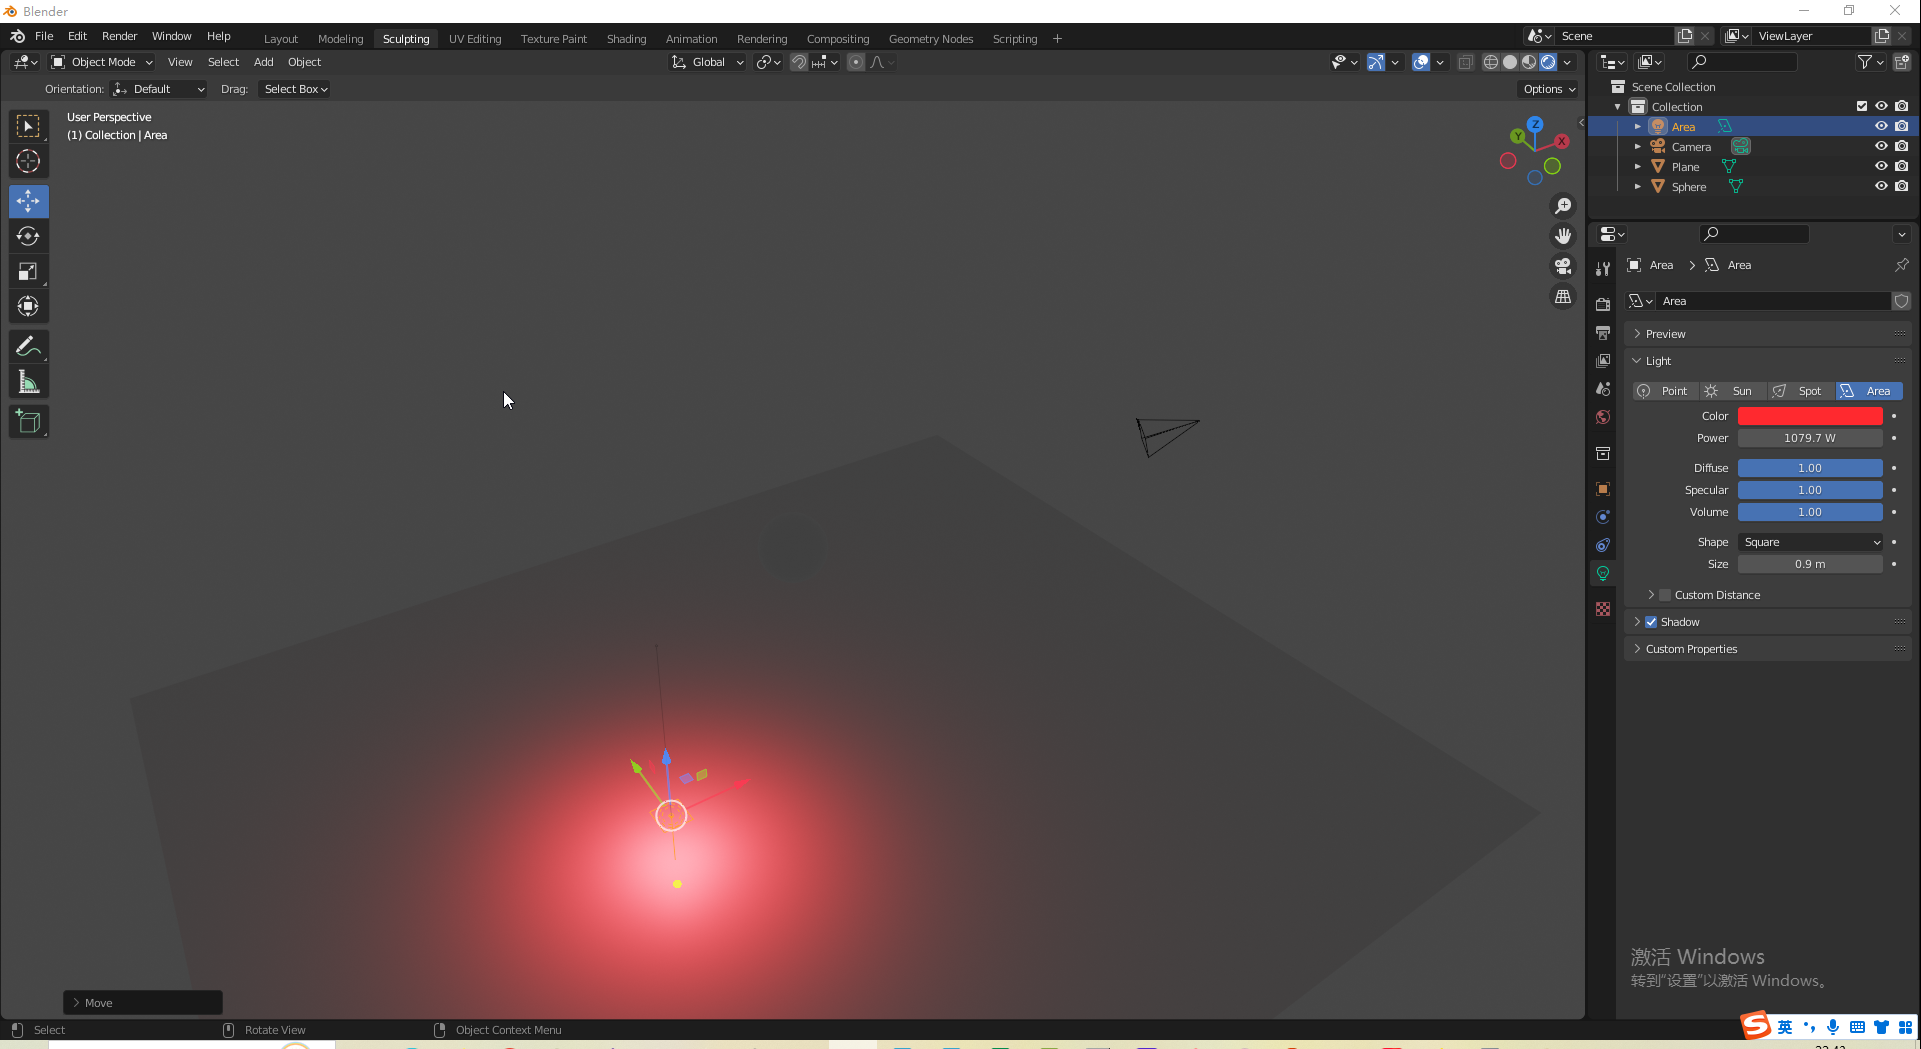 Blender
File Edit Render Window Help Layout Modeling Sculpting UV Editing Texture Paint Shading Animation Rendering Compositing Geometry Nodes Scripting + Scene ViewLayer
Object Mode View Select Add Object Global
Orientation: Default Drag: Select Box Options
User Perspective
(1) Collection | Area
Z
Y
X
Move
Select Rotate View Object Context Menu
Scene Collection
Collection
Area
Camera
Plane
Sphere
Area > Area
Area
Preview
Light
Point Sun Spot Area
Color
Power 1079.7 W
Diffuse 1.00
Specular 1.00
Volume 1.00
Shape Square
Size 0.9 m
Custom Distance
Shadow
Custom Properties
激活 Windows
转到"设置"以激活 Windows。
S 英